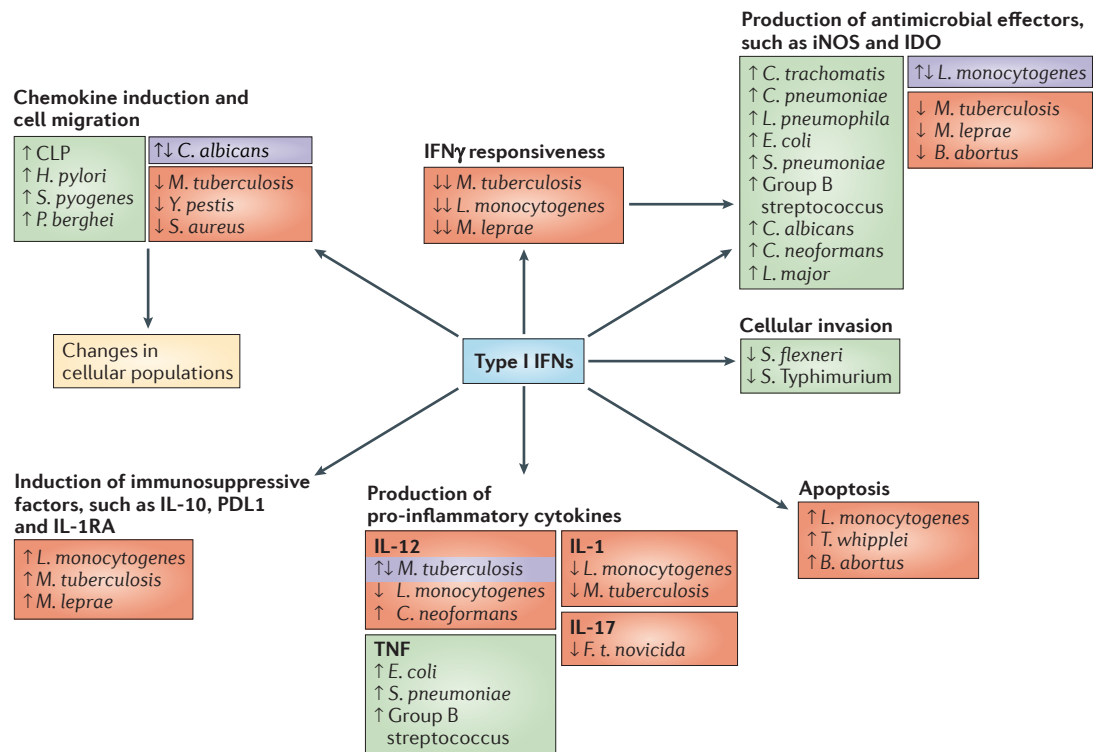 Production of antimicrobial effectors,
such as iNOS and IDO
↑ C. trachomatis
↑ C. pneumoniae
↑ L. pneumophila
↑ E. coli
↑ S. pneumoniae
↑ Group B
streptococcus
↑ C. albicans
↑ C. neoformans
↑ L. major
↑↓ L. monocytogenes
↓ M. tuberculosis
↓ M. leprae
↓ B. abortus
Chemokine induction and
cell migration
↑ CLP
↑ H. pylori
↑ S. pyogenes
↑ P. berghei
↑↓ C. albicans
↓ M. tuberculosis
↓ Y. pestis
↓ S. aureus
IFNγ responsiveness
↓↓ M. tuberculosis
↓↓ L. monocytogenes
↓↓ M. leprae
Changes in
cellular populations
Type I IFNs
Cellular invasion
↓ S. flexneri
↓ S. Typhimurium
Induction of immunosuppressive
factors, such as IL-10, PDL1
and IL-1RA
↑ L. monocytogenes
↑ M. tuberculosis
↑ M. leprae
Production of
pro-inflammatory cytokines
IL-12
↑↓ M. tuberculosis
↓ L. monocytogenes
↑ C. neoformans
IL-1
↓ L. monocytogenes
↓ M. tuberculosis
IL-17
↓ F. t. novicida
TNF
↑ E. coli
↑ S. pneumoniae
↑ Group B
streptococcus
Apoptosis
↑ L. monocytogenes
↑ T. whipplei
↑ B. abortus